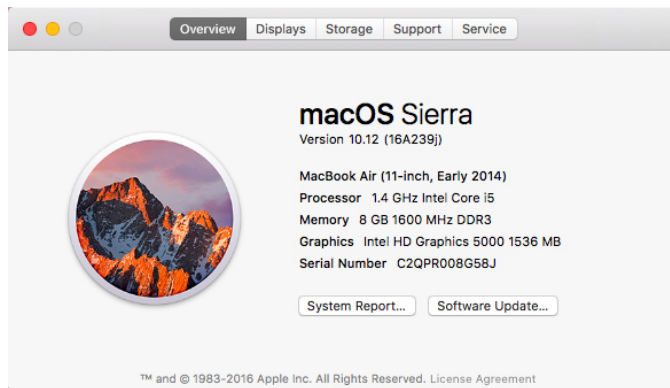 Overview Displays Storage Support Service
macOS Sierra
Version 10.12 (16A239j)
MacBook Air (11-inch, Early 2014)
Processor 1.4 GHz Intel Core i5
Memory 8 GB 1600 MHz DDR3
Graphics Intel HD Graphics 5000 1536 MB
Serial Number C2QPR008G58J
System Report... Software Update...
™ and © 1983-2016 Apple Inc. All Rights Reserved. License Agreement